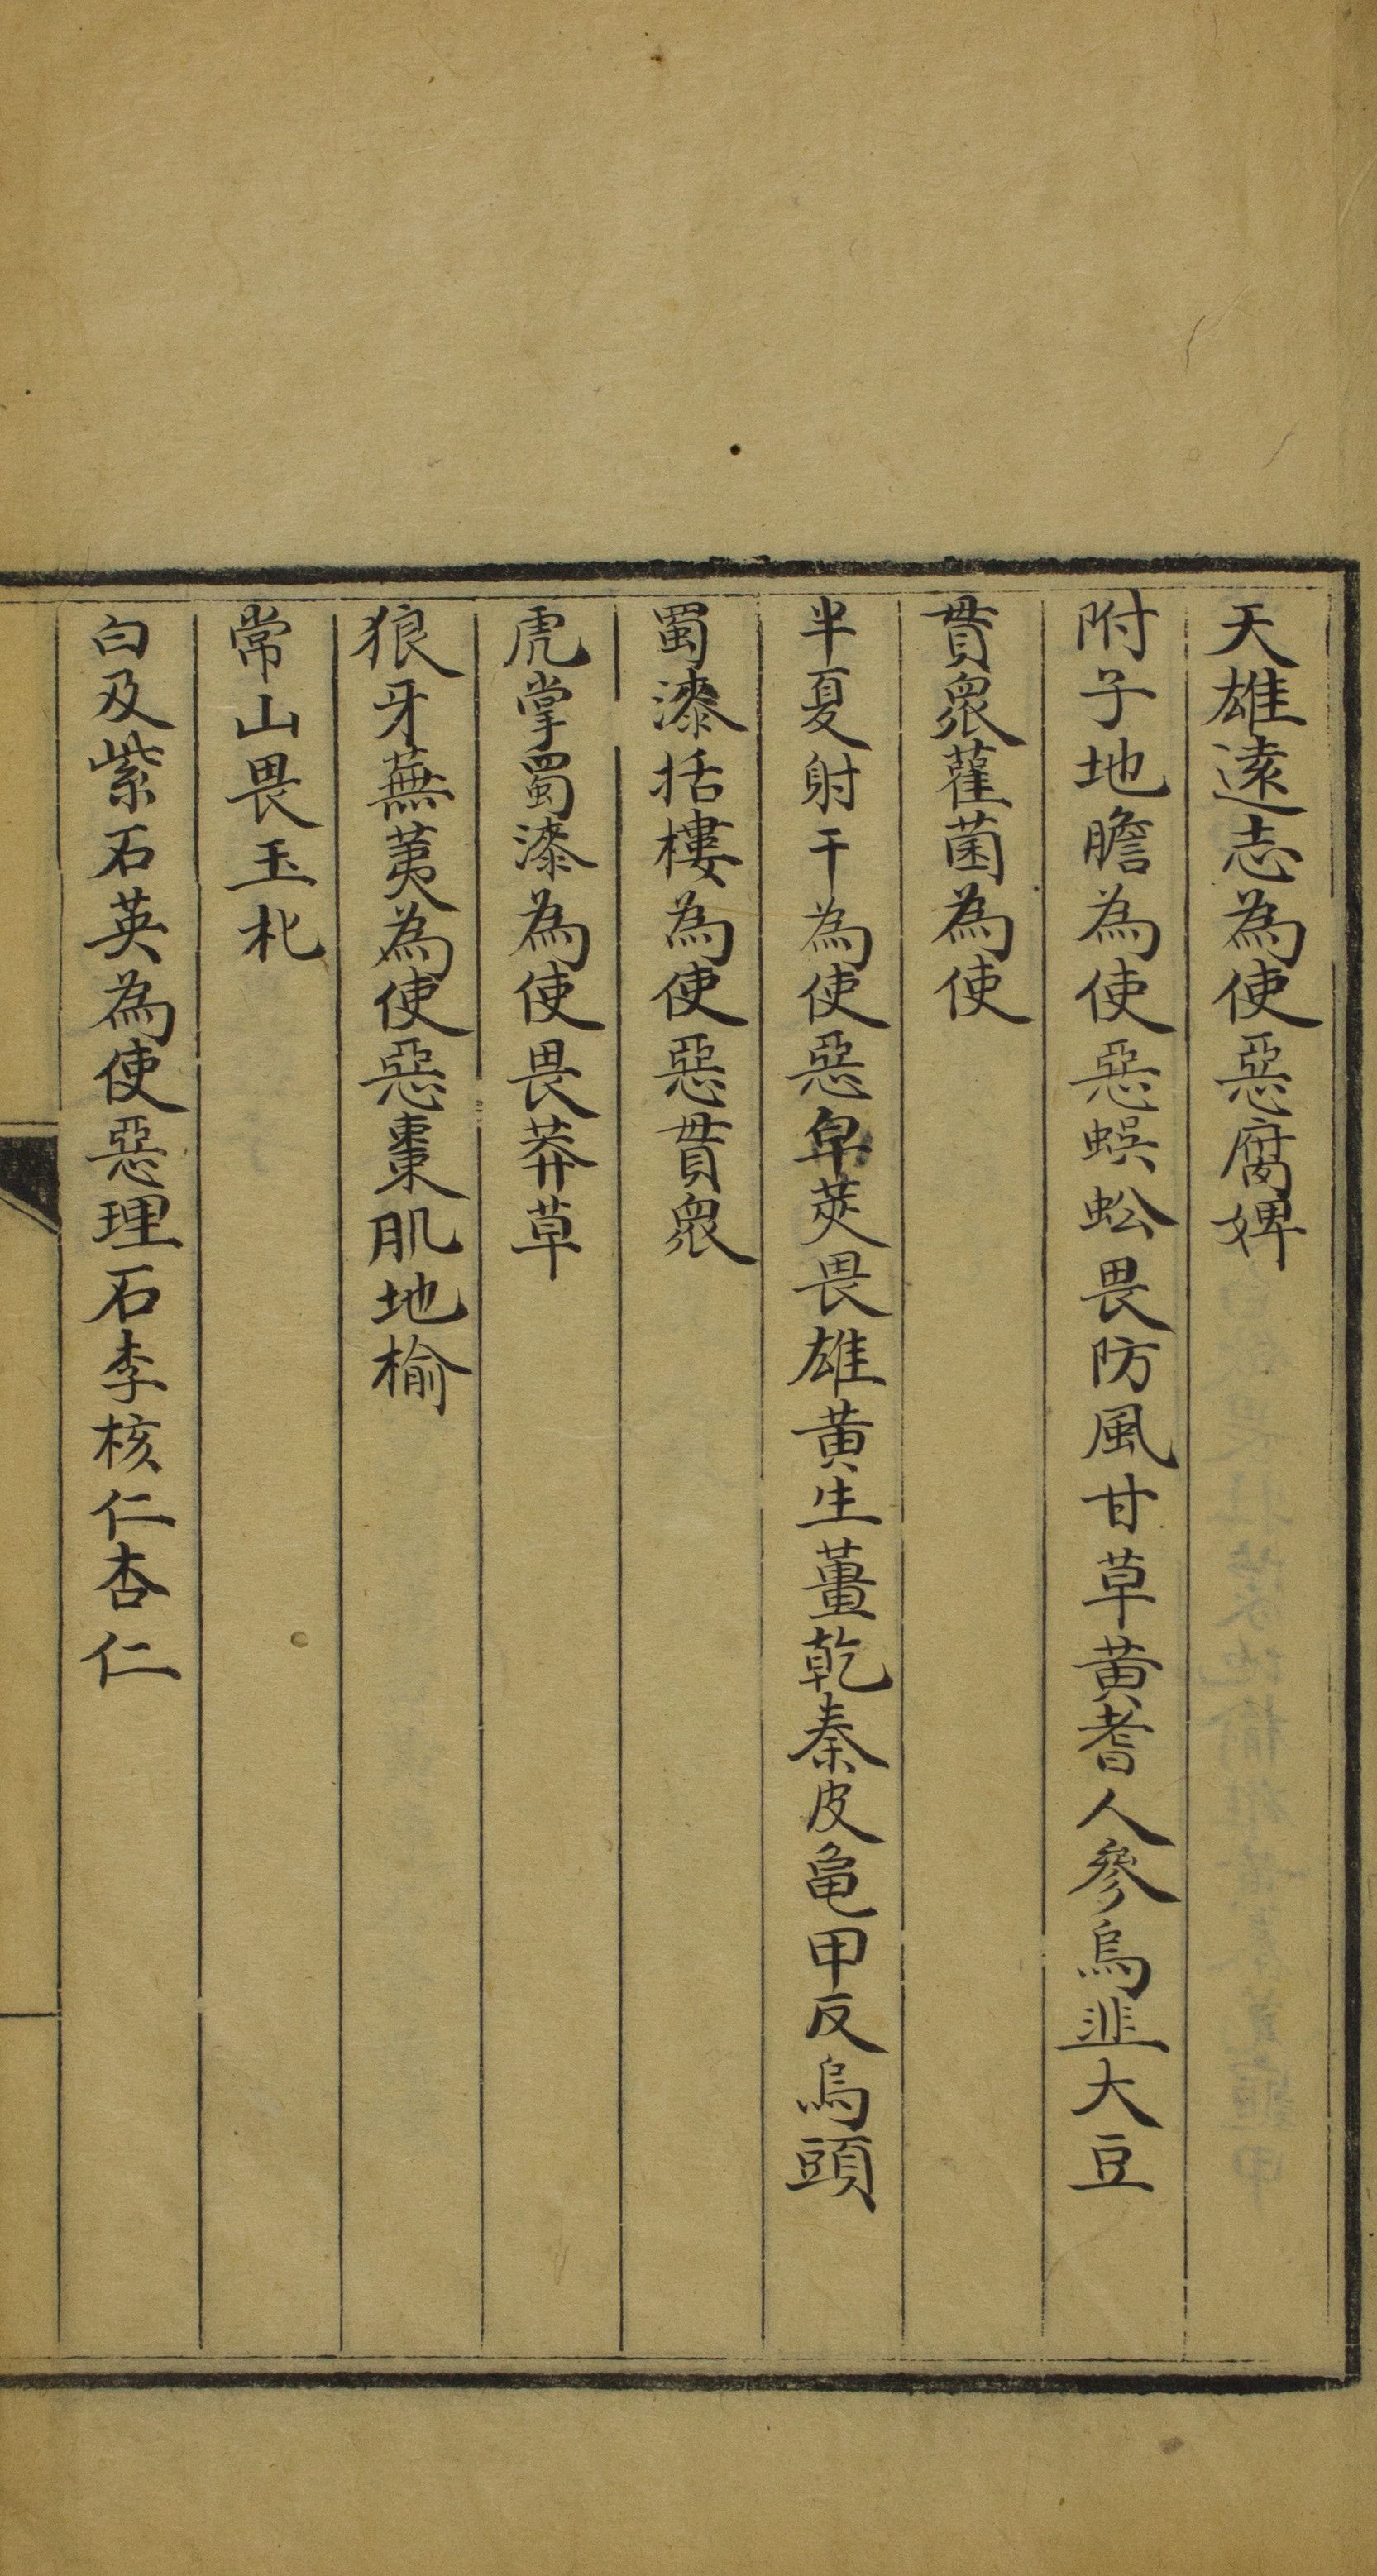 天雄遠志為使惡腐婢
附子地膽為使惡蜈蚣畏防風甘草黃耆人參烏韭大豆
貫眾雚菌為使
半夏射干為使惡皁莢畏雄黃生薑乾秦皮龜甲反烏頭
蜀漆括樓為使惡貫眾
虎掌蜀漆為使畏莽草
狼牙蕪荑為使惡棗肌地榆
常山畏玉札
白及紫石英為使惡理石李核仁杏仁